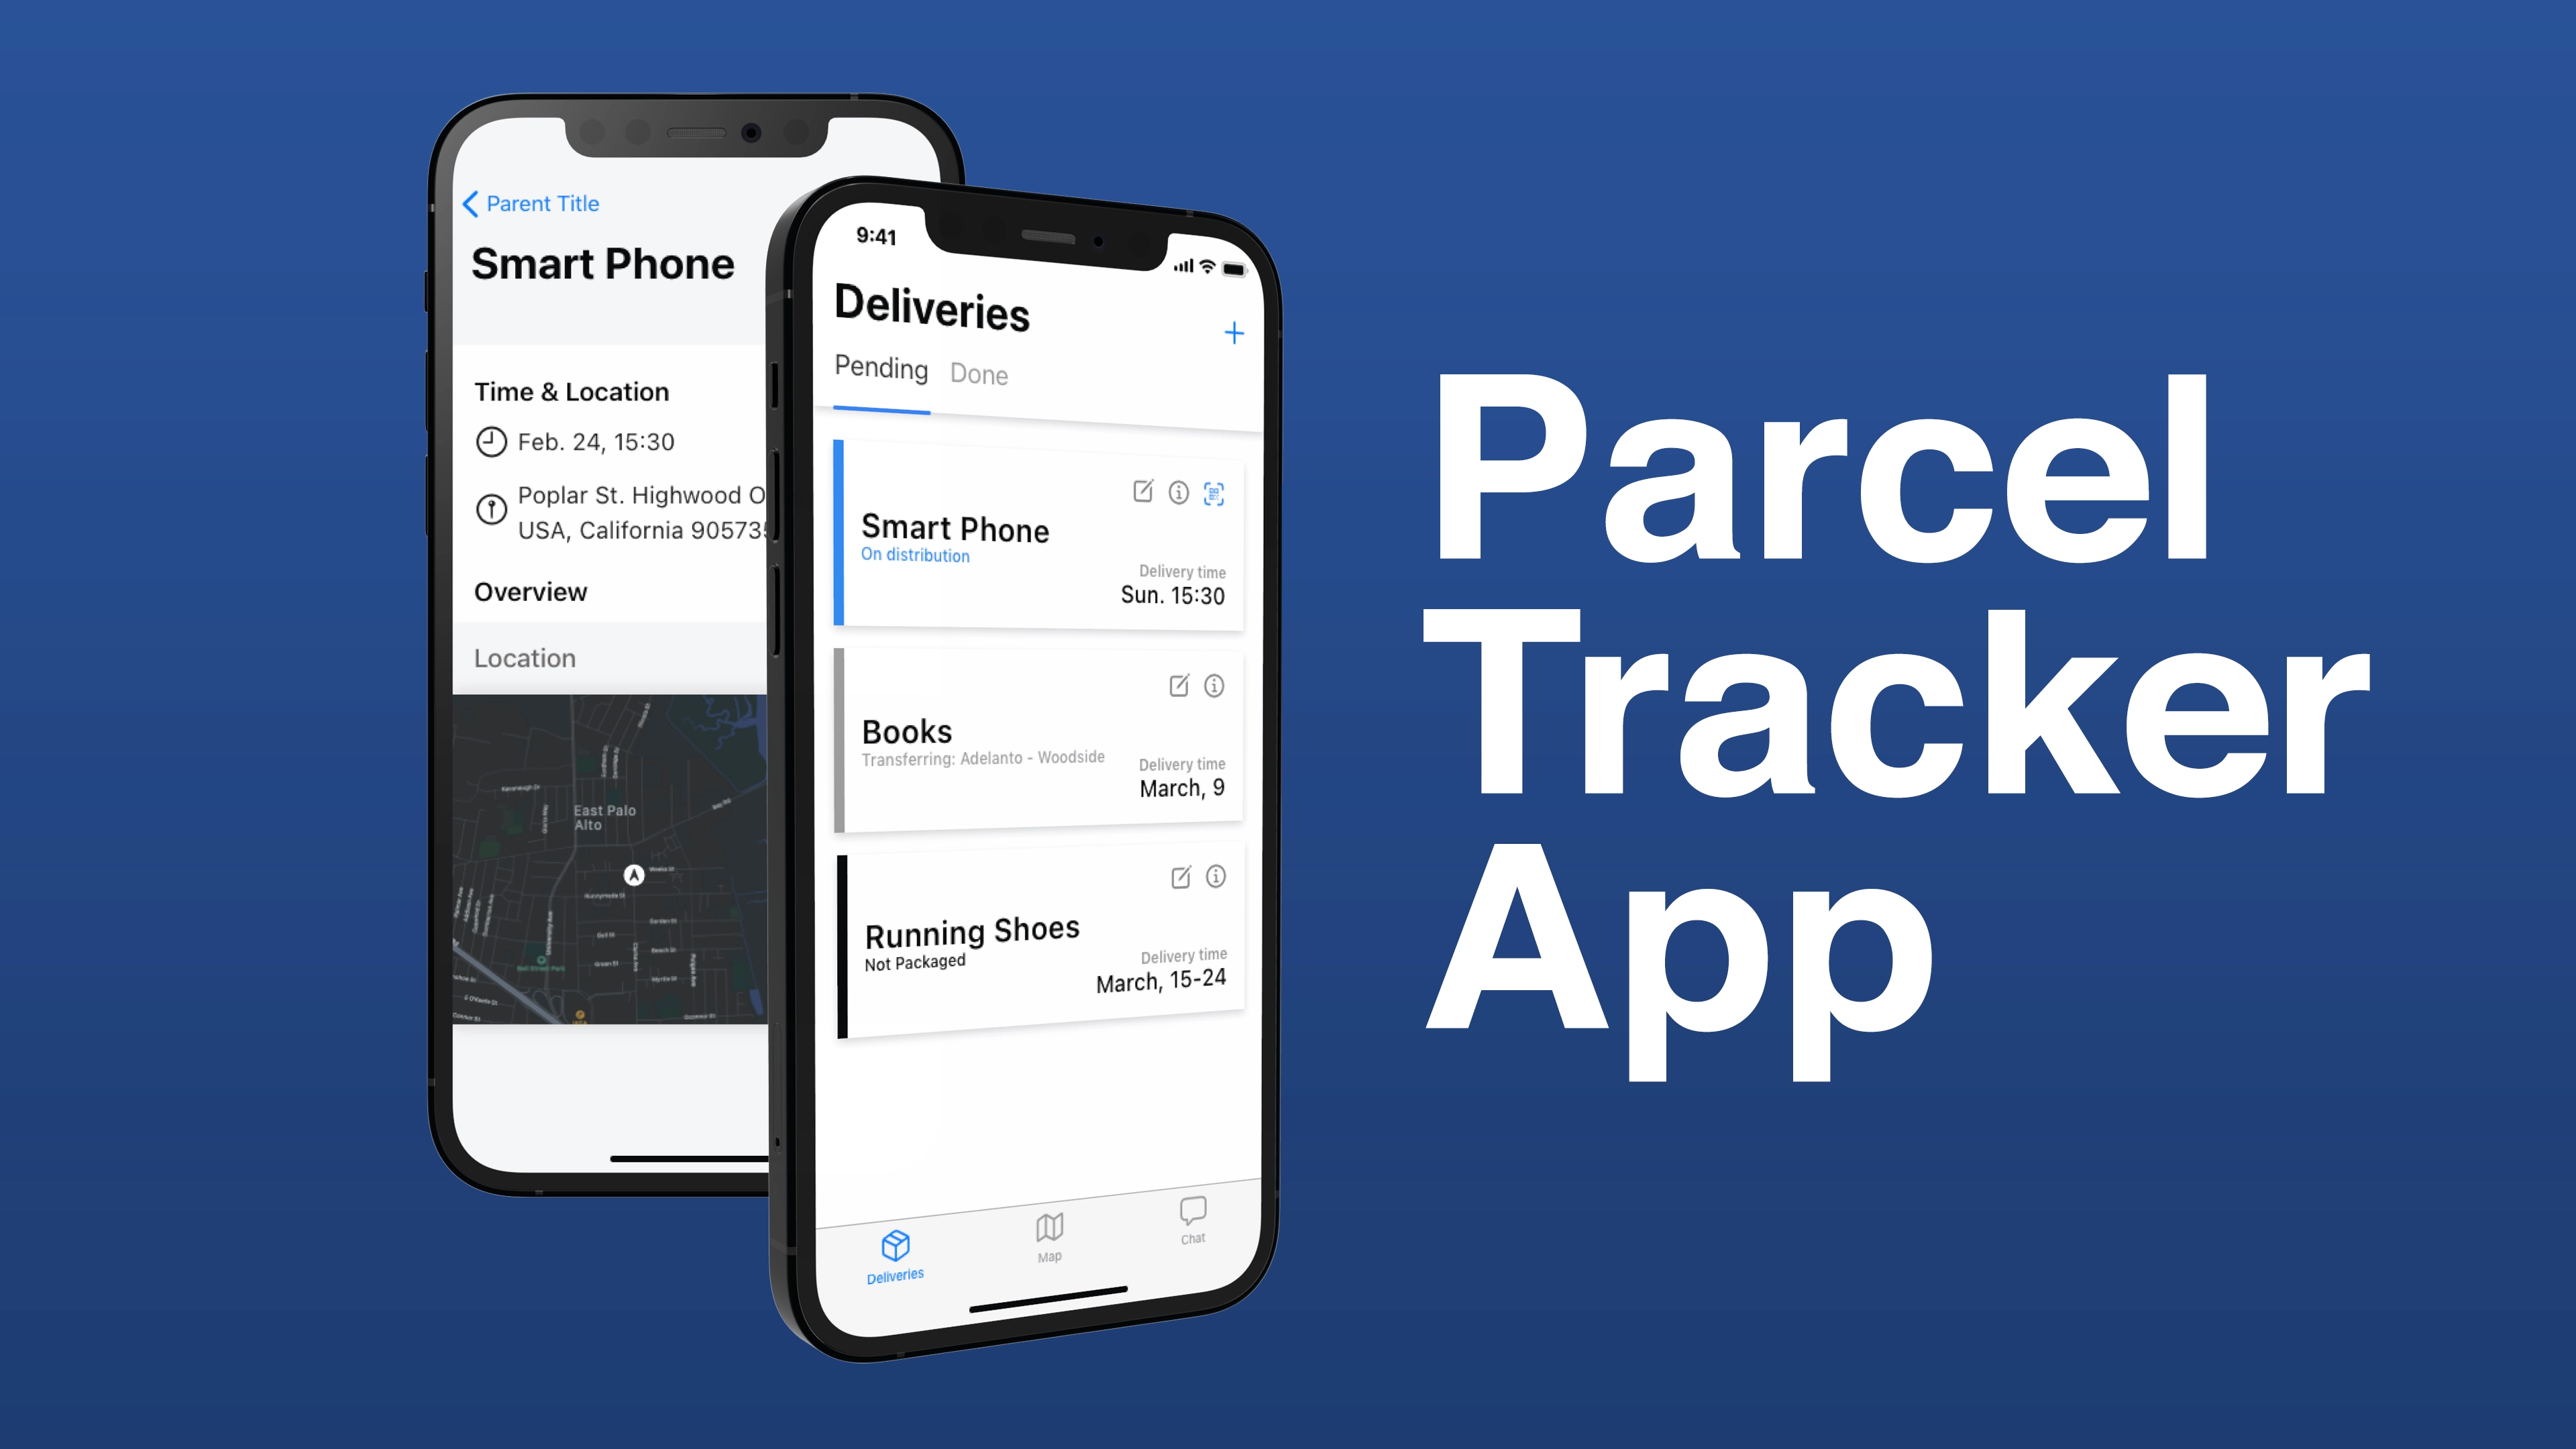 Parent Title
Smart Phone
Time & Location
Feb. 24, 15:30
Poplar St. Highwood O
USA, California 90573
Overview
Location
East Palo
Alto
9:41
Deliveries
Pending Done
Smart Phone
On distribution
Delivery time
Sun. 15:30
Books
Transferring: Adelanto - Woodside
Delivery time
March, 9
Running Shoes
Not Packaged
Delivery time
March, 15-24
Deliveries
Map
Chat
Parcel
Tracker
App